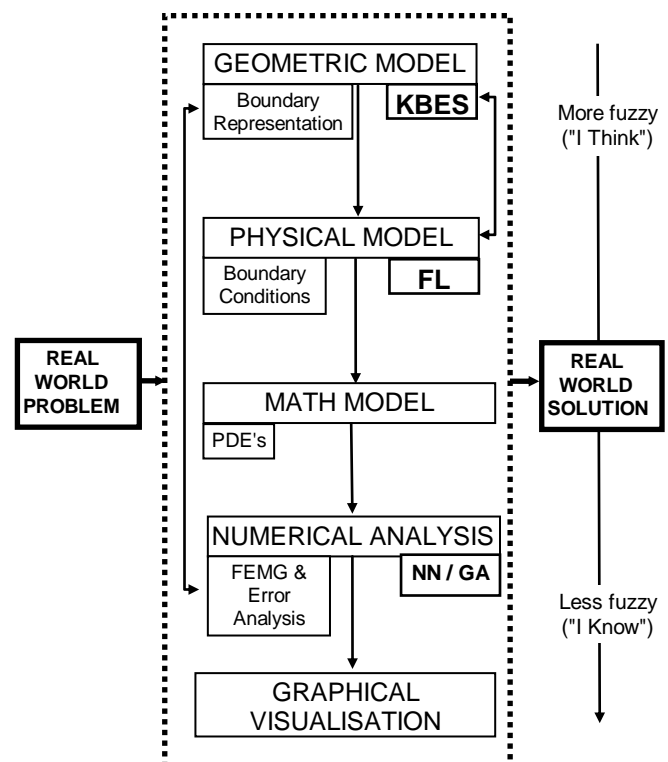 GEOMETRIC MODEL
Boundary
Representation
KBES
More fuzzy
("I Think")
PHYSICAL MODEL
Boundary
Conditions
FL
REAL
WORLD
PROBLEM
REAL
WORLD
SOLUTION
MATH MODEL
PDE's
NUMERICAL ANALYSIS
FEMG &
Error
Analysis
NN / GA
Less fuzzy
("I Know")
GRAPHICAL
VISUALISATION